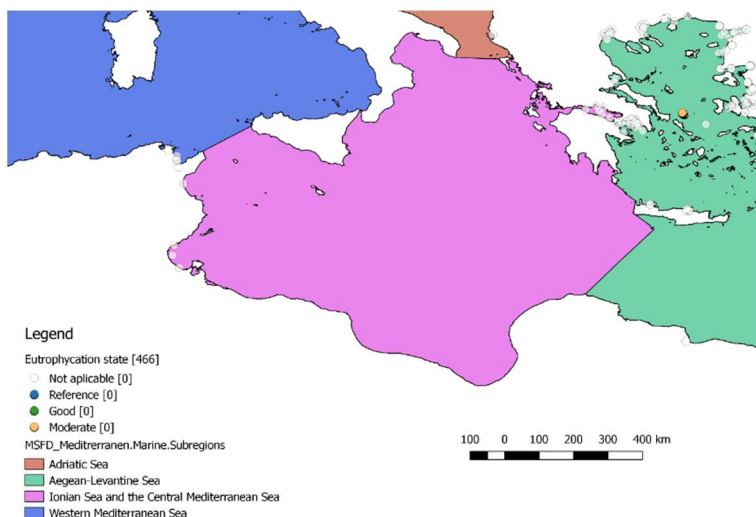 Legend
Eutrophycation state [466]
Not aplicable [0]
Reference [0]
Good [0]
Moderate [0]
MSFD_Meditrerranen.Marine.Subregions
Adriatic Sea
Aegean-Levantine Sea
Ionian Sea and the Central Mediterranean Sea
Western Mediterranean Sea
100 0 100 200 300 400 km